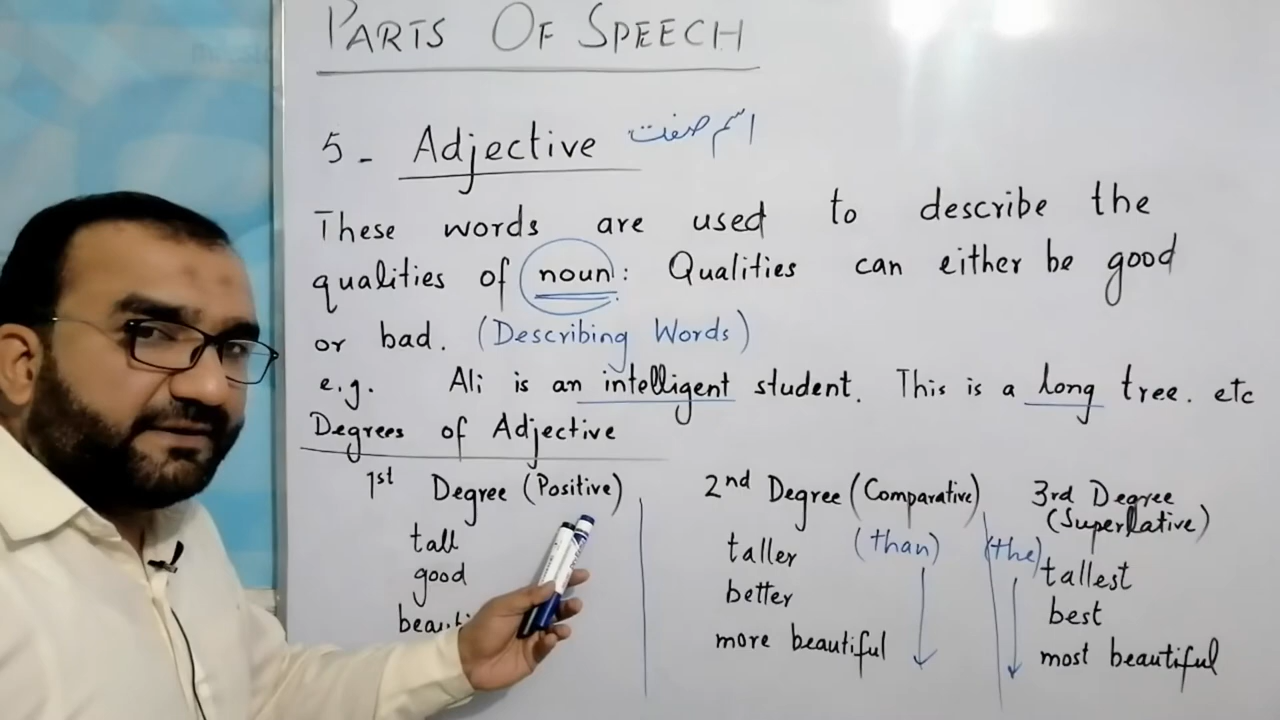 PARTS OF SPEECH
5- Adjective اسم صفت
These words are used to describe the
qualities of noun: Qualities can either be good
or bad. (Describing Words)
e.g. Ali is an intelligent student. This is a long tree. etc
Degrees of Adjective
1st Degree (Positive)
tall
good
2nd Degree (Comparative)
taller (than)
better
more beautiful
3rd Degree
(Superlative)
(the) tallest
best
most beautiful